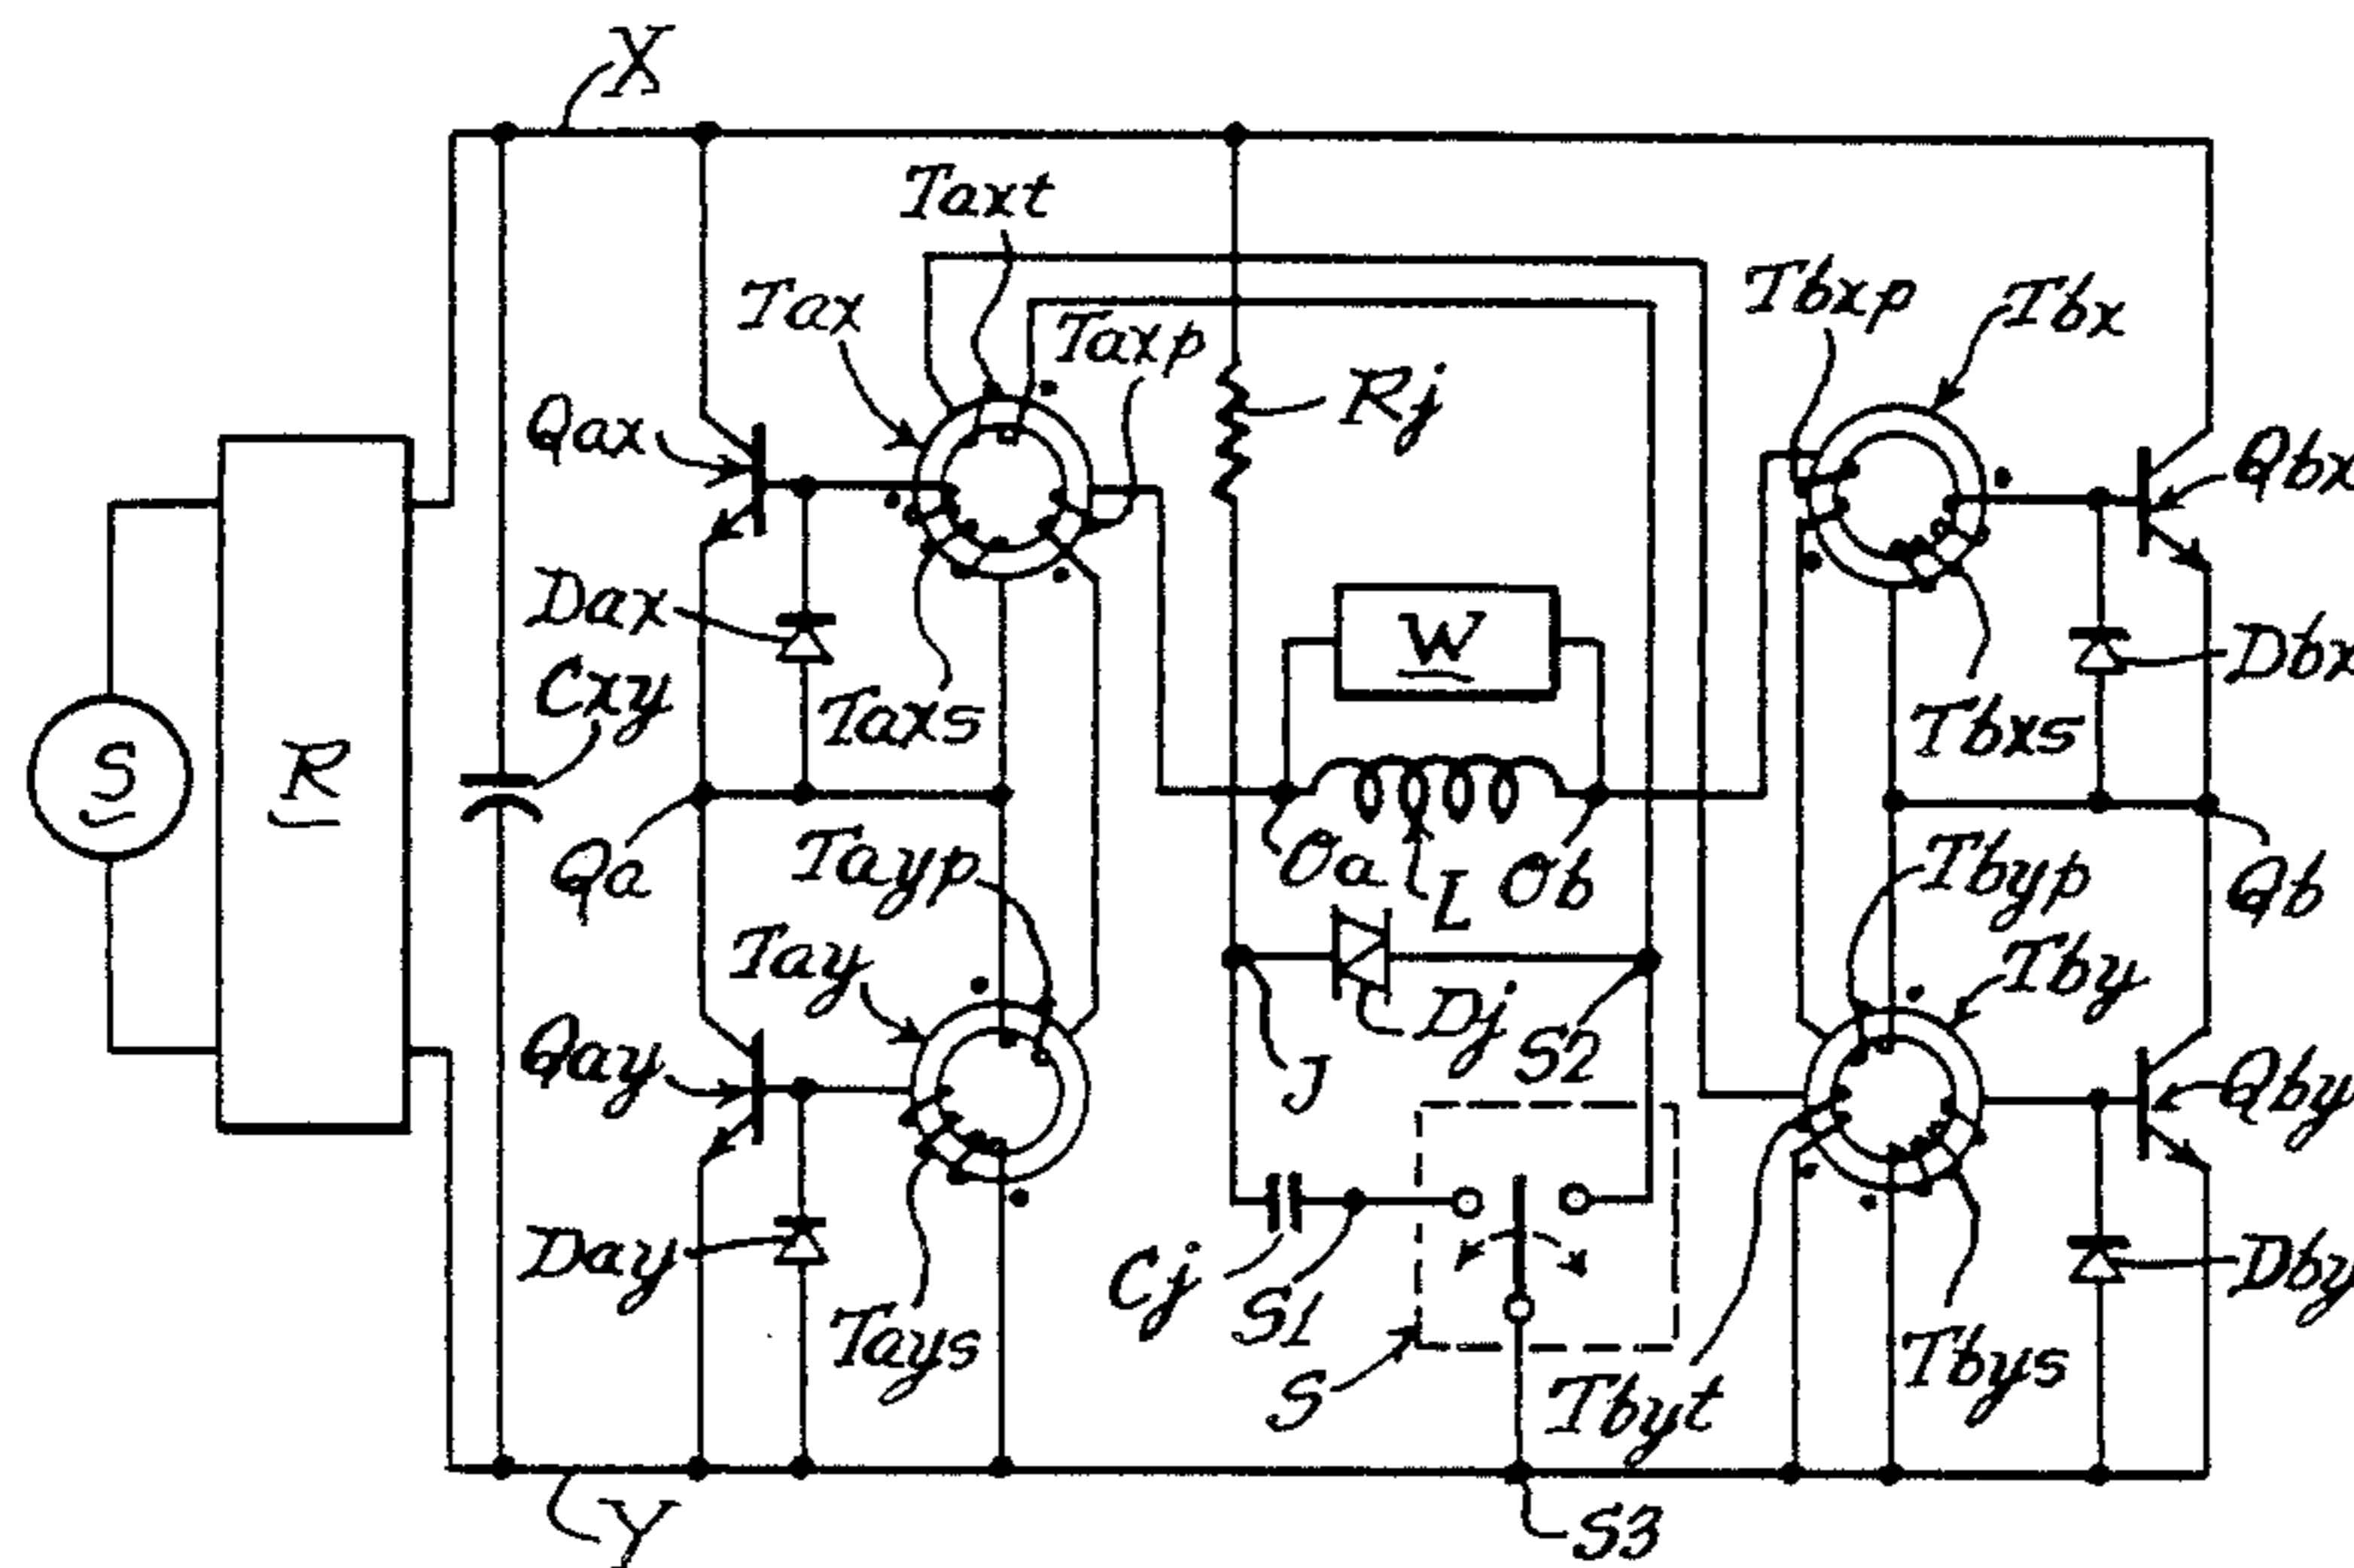 X
Taxt
Tax
Taxp
Tbxp
Tbx
Qax
Rj
Qbx
Dax
Cxy
W
Dbx
Taxs
Tbxs
S
R
Qa
Tayp
Oa
L
Ob
Tbyp
Qb
Tay
Dj
Tby
Qay
J
S2
Qby
Day
Cj
S1
Dby
Tays
S
Tbyt
Tbys
Y
S3